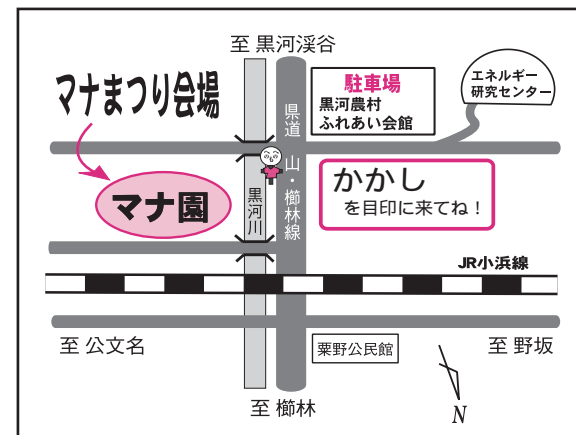 至 黒河渓谷
マナまつり会場
駐車場
黒河農村
ふれあい会館
エネルギー
研究センター
県道 山・櫛林線
マナ園
黒河川
かかし
を目印に来てね！
JR小浜線
至 公文名
粟野公民館
至 野坂
至 櫛林
N